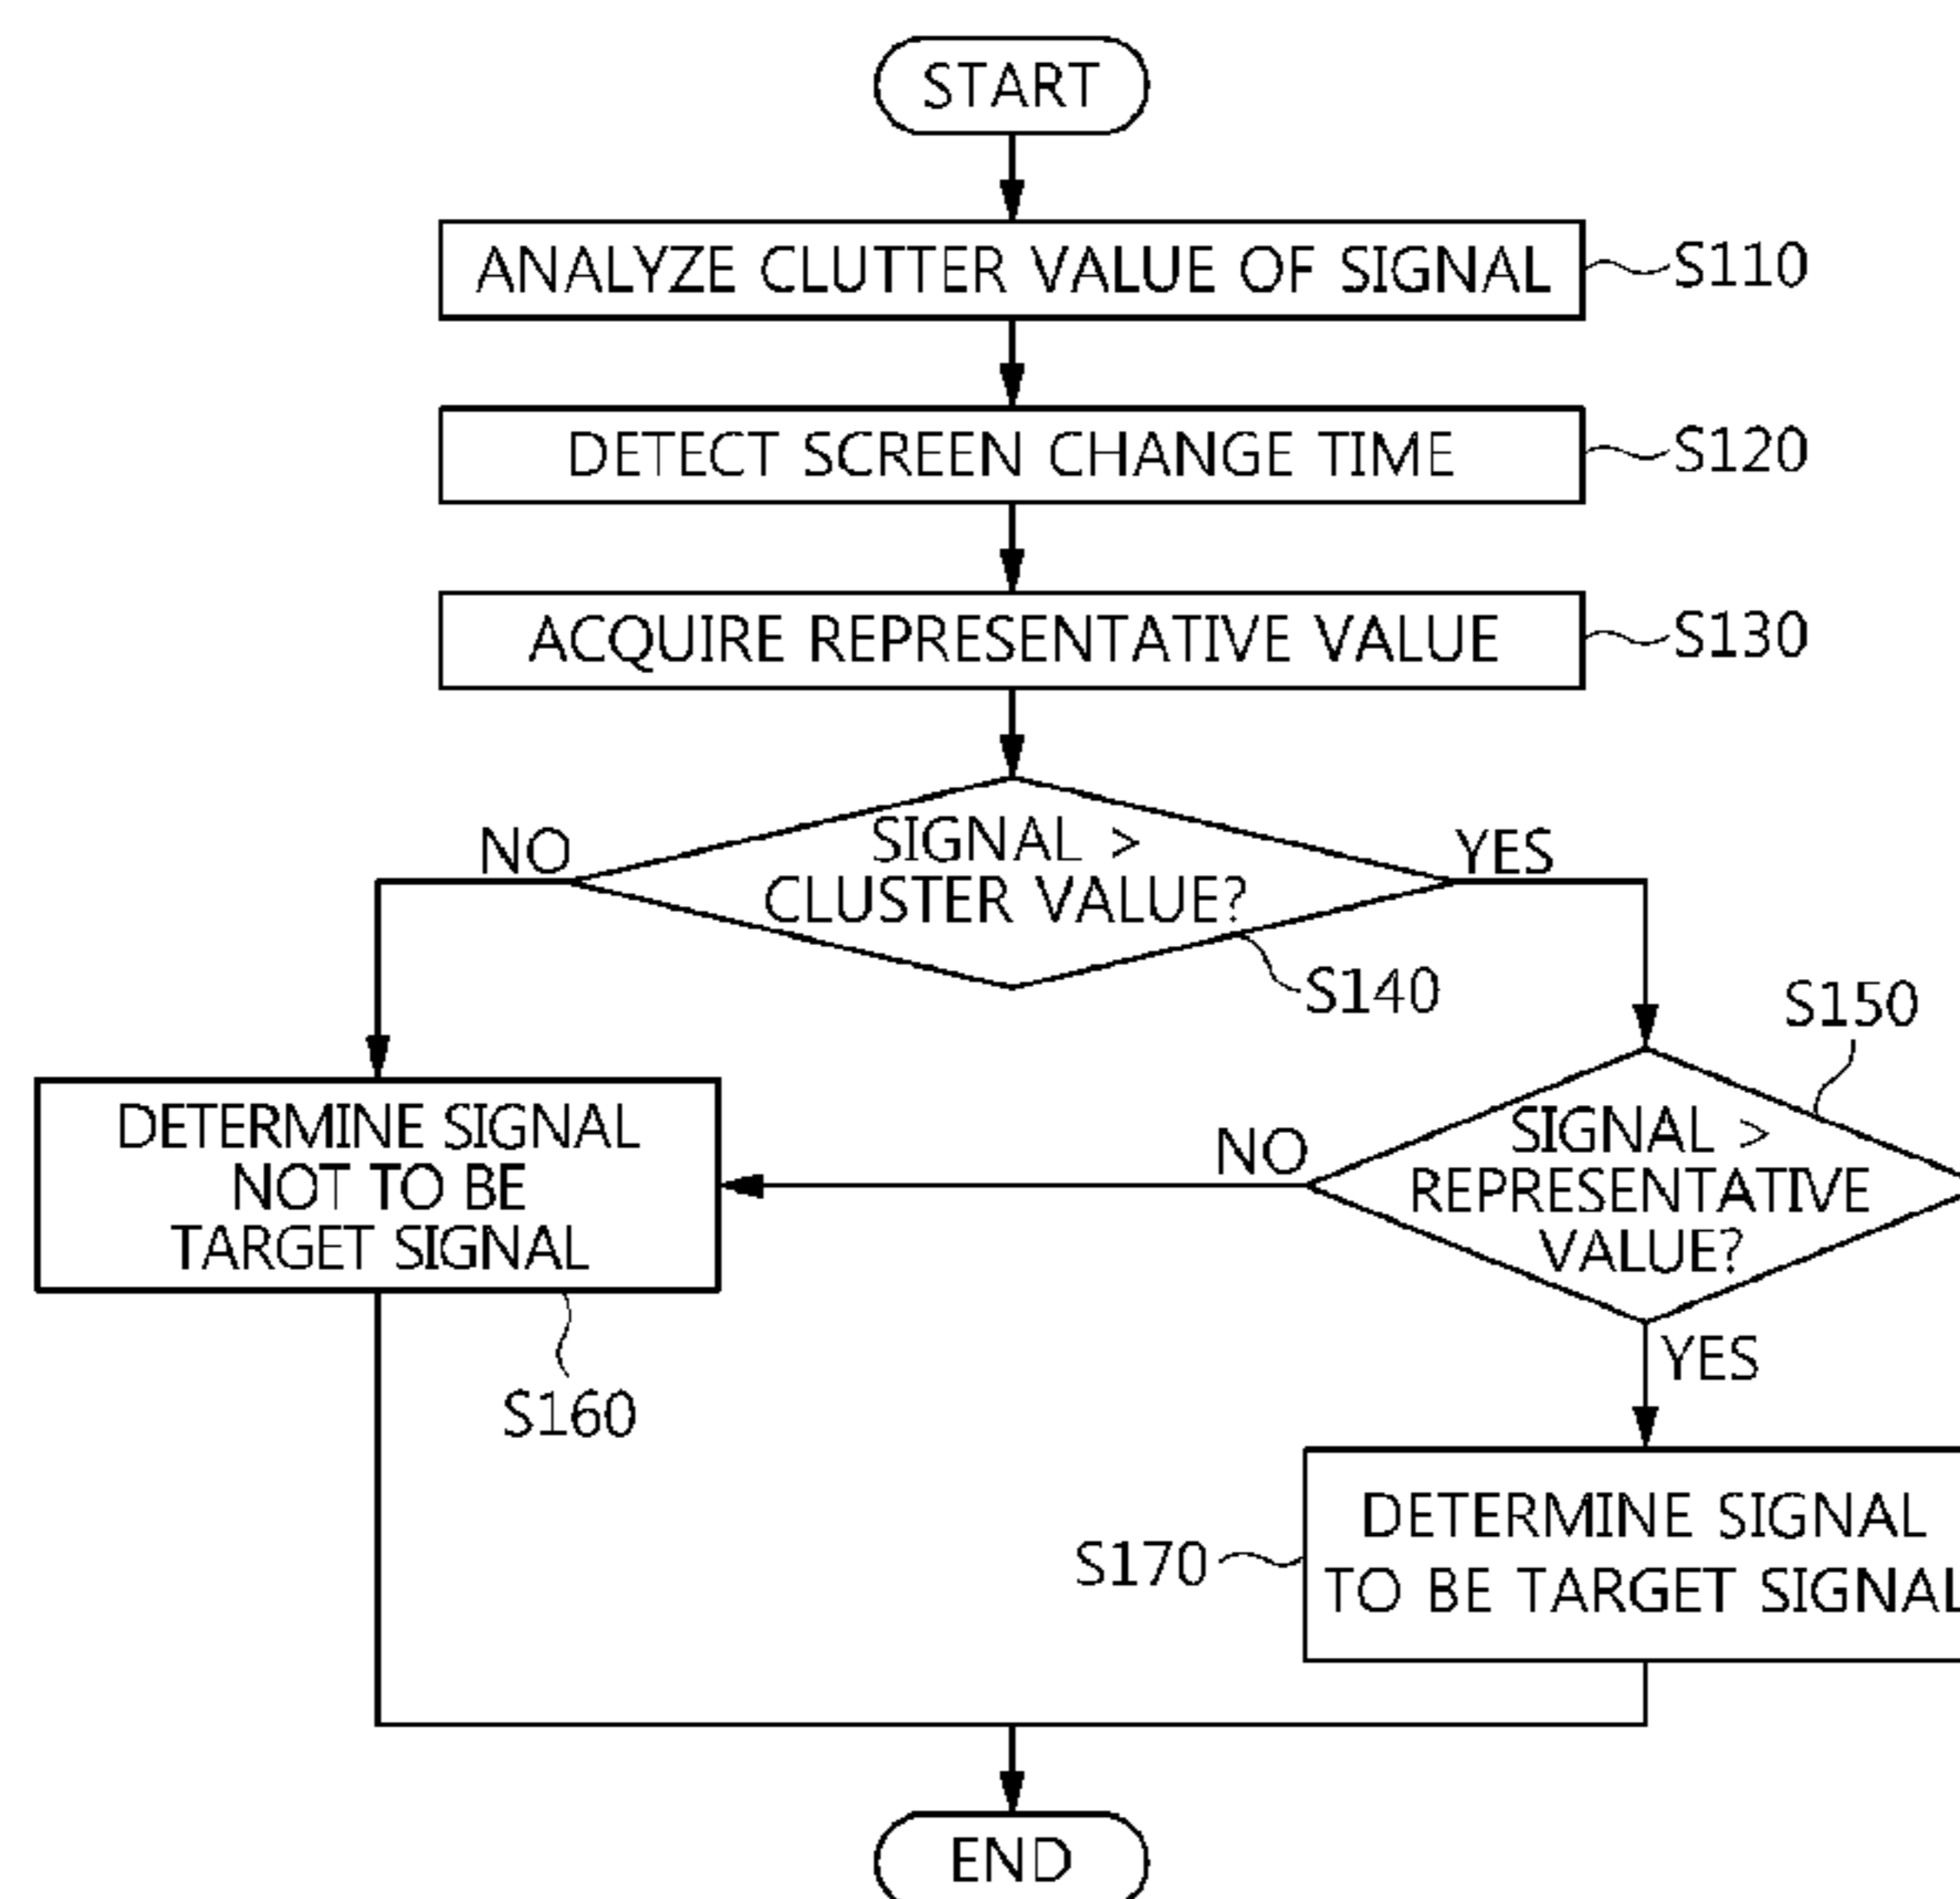 START
ANALYZE CLUTTER VALUE OF SIGNAL
S110
DETECT SCREEN CHANGE TIME
S120
ACQUIRE REPRESENTATIVE VALUE
S130
SIGNAL >
CLUSTER VALUE?
NO
YES
S140
S150
SIGNAL >
REPRESENTATIVE
VALUE?
NO
YES
DETERMINE SIGNAL
NOT TO BE
TARGET SIGNAL
S160
DETERMINE SIGNAL
TO BE TARGET SIGNAL
S170
END